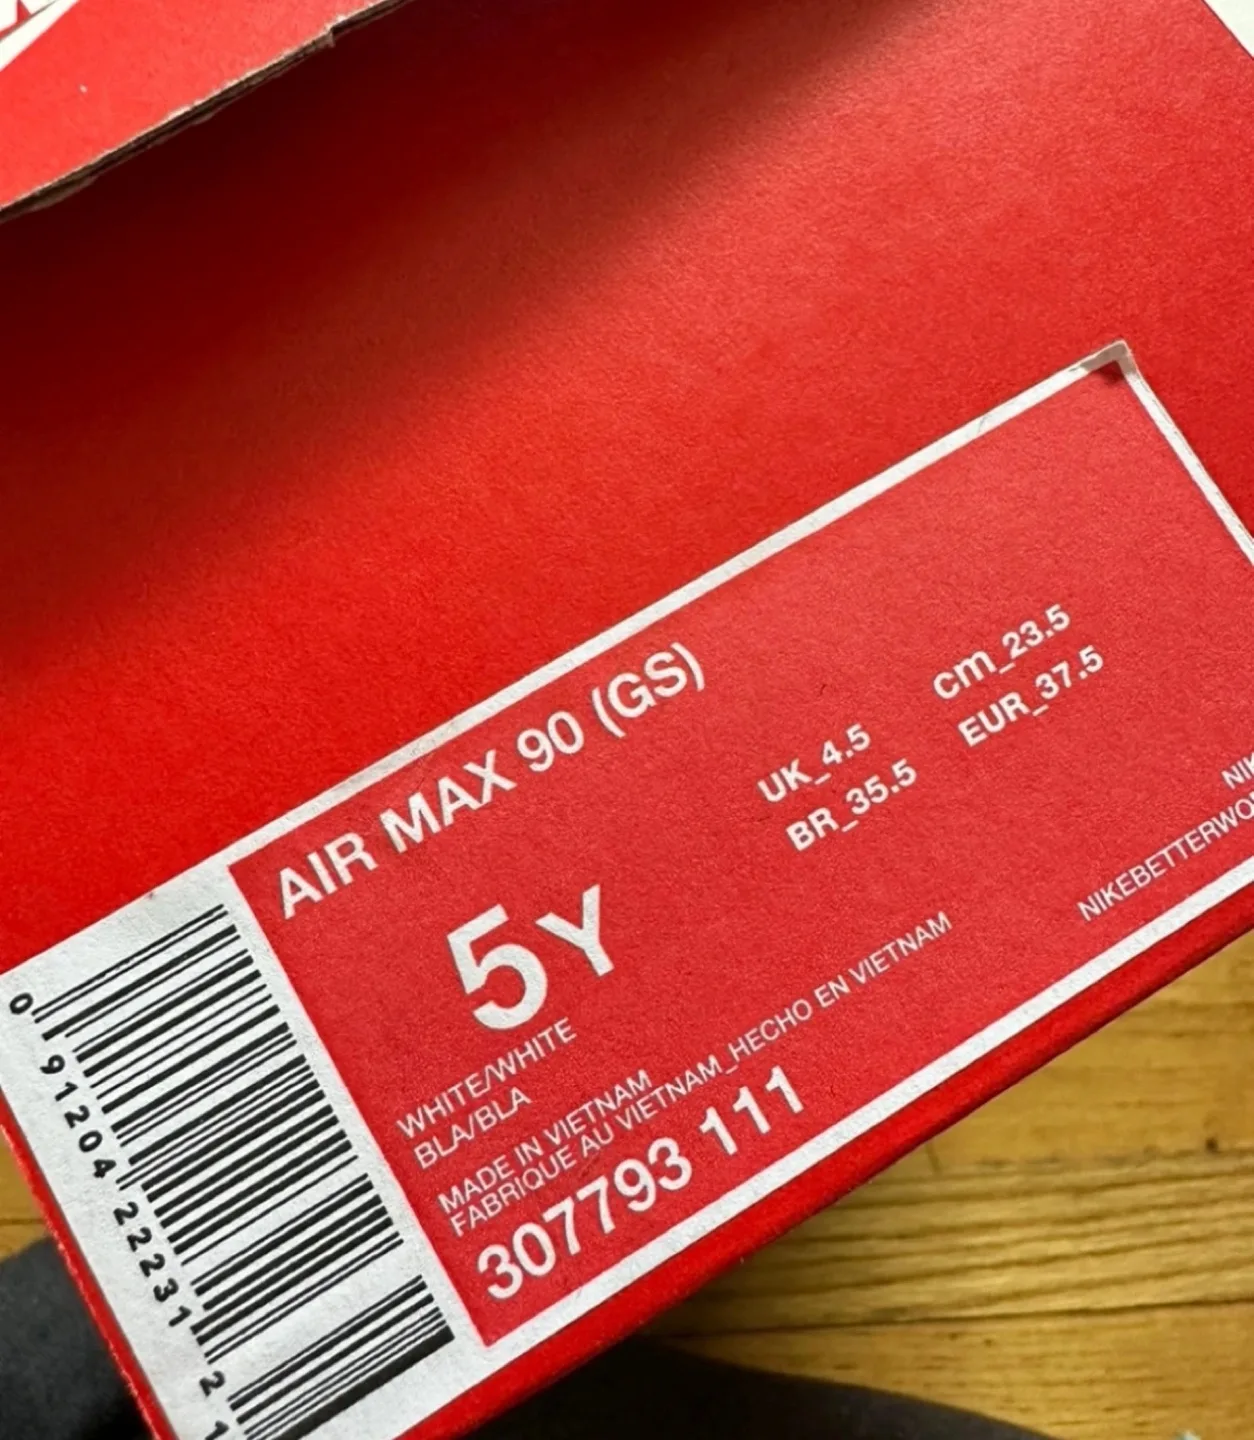 AIR MAX 90 (GS)
5Y
UK_4.5
cm_23.5
BR_35.5
EUR_37.5
WHITE/WHITE
BLA/BLA
MADE IN VIETNAM
FABRIQUE AU VIETNAM_HECHO EN VIETNAM
307793 111
0 91204 22231 2